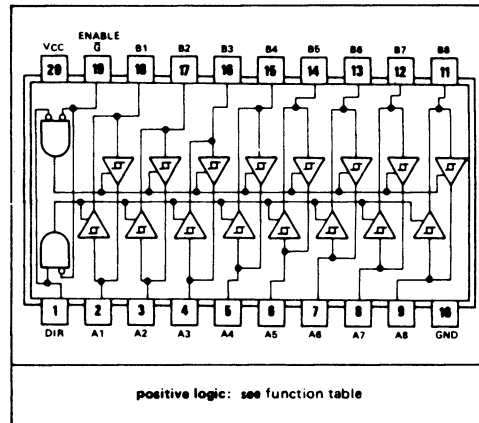 ENABLE
VCC G̅ B1 B2 B3 B4 B5 B6 B7 B8
20 19 18 17 16 15 14 13 12 11
1 2 3 4 5 6 7 8 9 10
DIR A1 A2 A3 A4 A5 A6 A7 A8 GND
positive logic: see function table